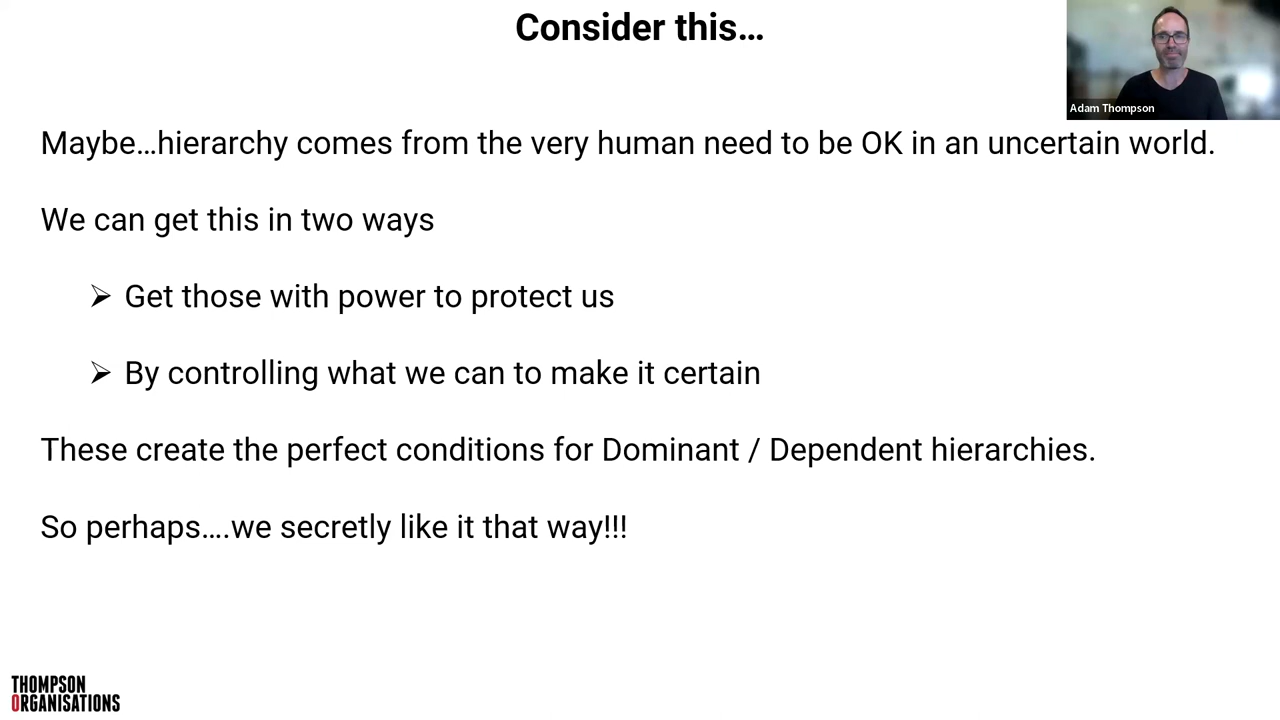 Consider this…
Adam Thompson
Maybe…hierarchy comes from the very human need to be OK in an uncertain world.
We can get this in two ways
➢ Get those with power to protect us
➢ By controlling what we can to make it certain
These create the perfect conditions for Dominant / Dependent hierarchies.
So perhaps….we secretly like it that way!!!
THOMPSON
ORGANISATIONS